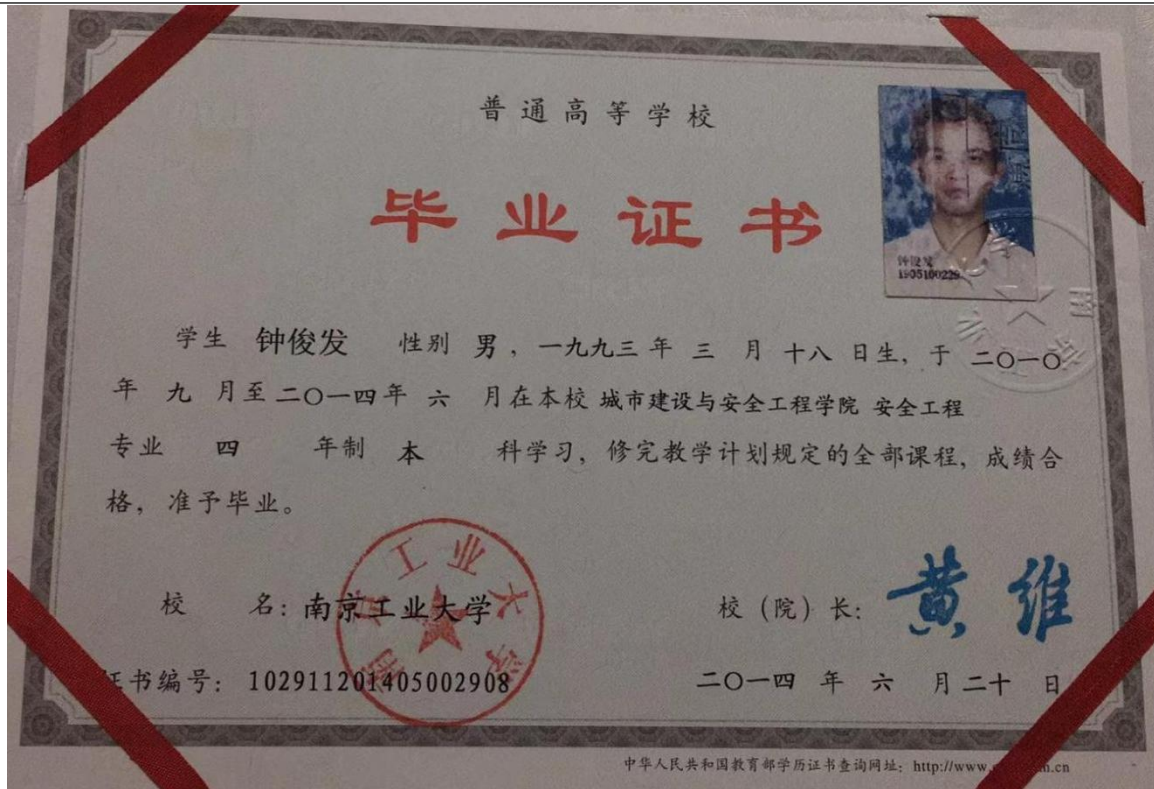 普通高等学校
毕业证书
钟俊发
1905100229
学生 钟俊发 性别 男，一九九三 年 三 月 十八 日生，于 二〇一〇
年 九 月至 二〇一四 年 六 月在本校 城市建设与安全工程学院 安全工程
专业 四 年制 本 科学习，修完教学计划规定的全部课程，成绩合
格，准予毕业。
校 名：南京工业大学
校（院）长：黄维
南京工业大学
书编号：102911201405002908
二〇一四 年 六 月 二十 日
中华人民共和国教育部学历证书查询网址：http://www.